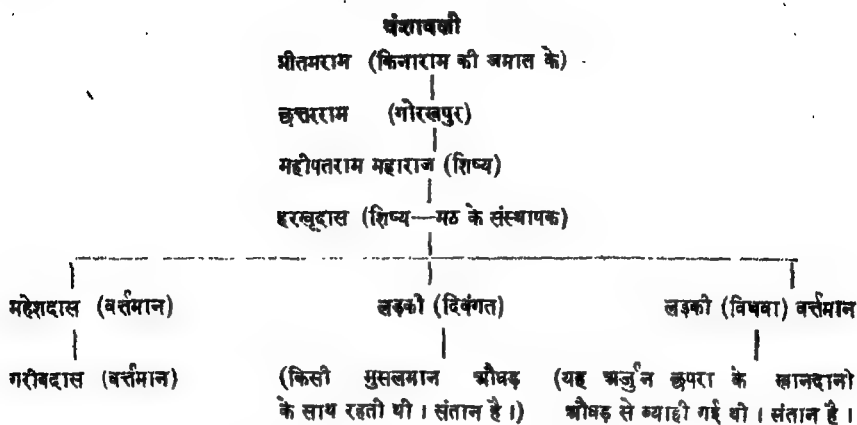 वंशावली
प्रीतमराम (किनाराम की जमात के)
छत्तरराम (गोरखपुर)
महीपतराम महाराज (शिष्य)
हरखूदास (शिष्य—मठ के संस्थापक)
महेशदास (वर्त्तमान) लड़की (दिवंगत) लड़की (विधवा) वर्त्तमान
गरीबदास (वर्त्तमान) (किसी मुसलमान औघड़ (यह अर्जुन छपरा के खानदानी
के साथ रहती थी । संतान है ।) औघड़ से ब्याही गई थी । संतान है ।